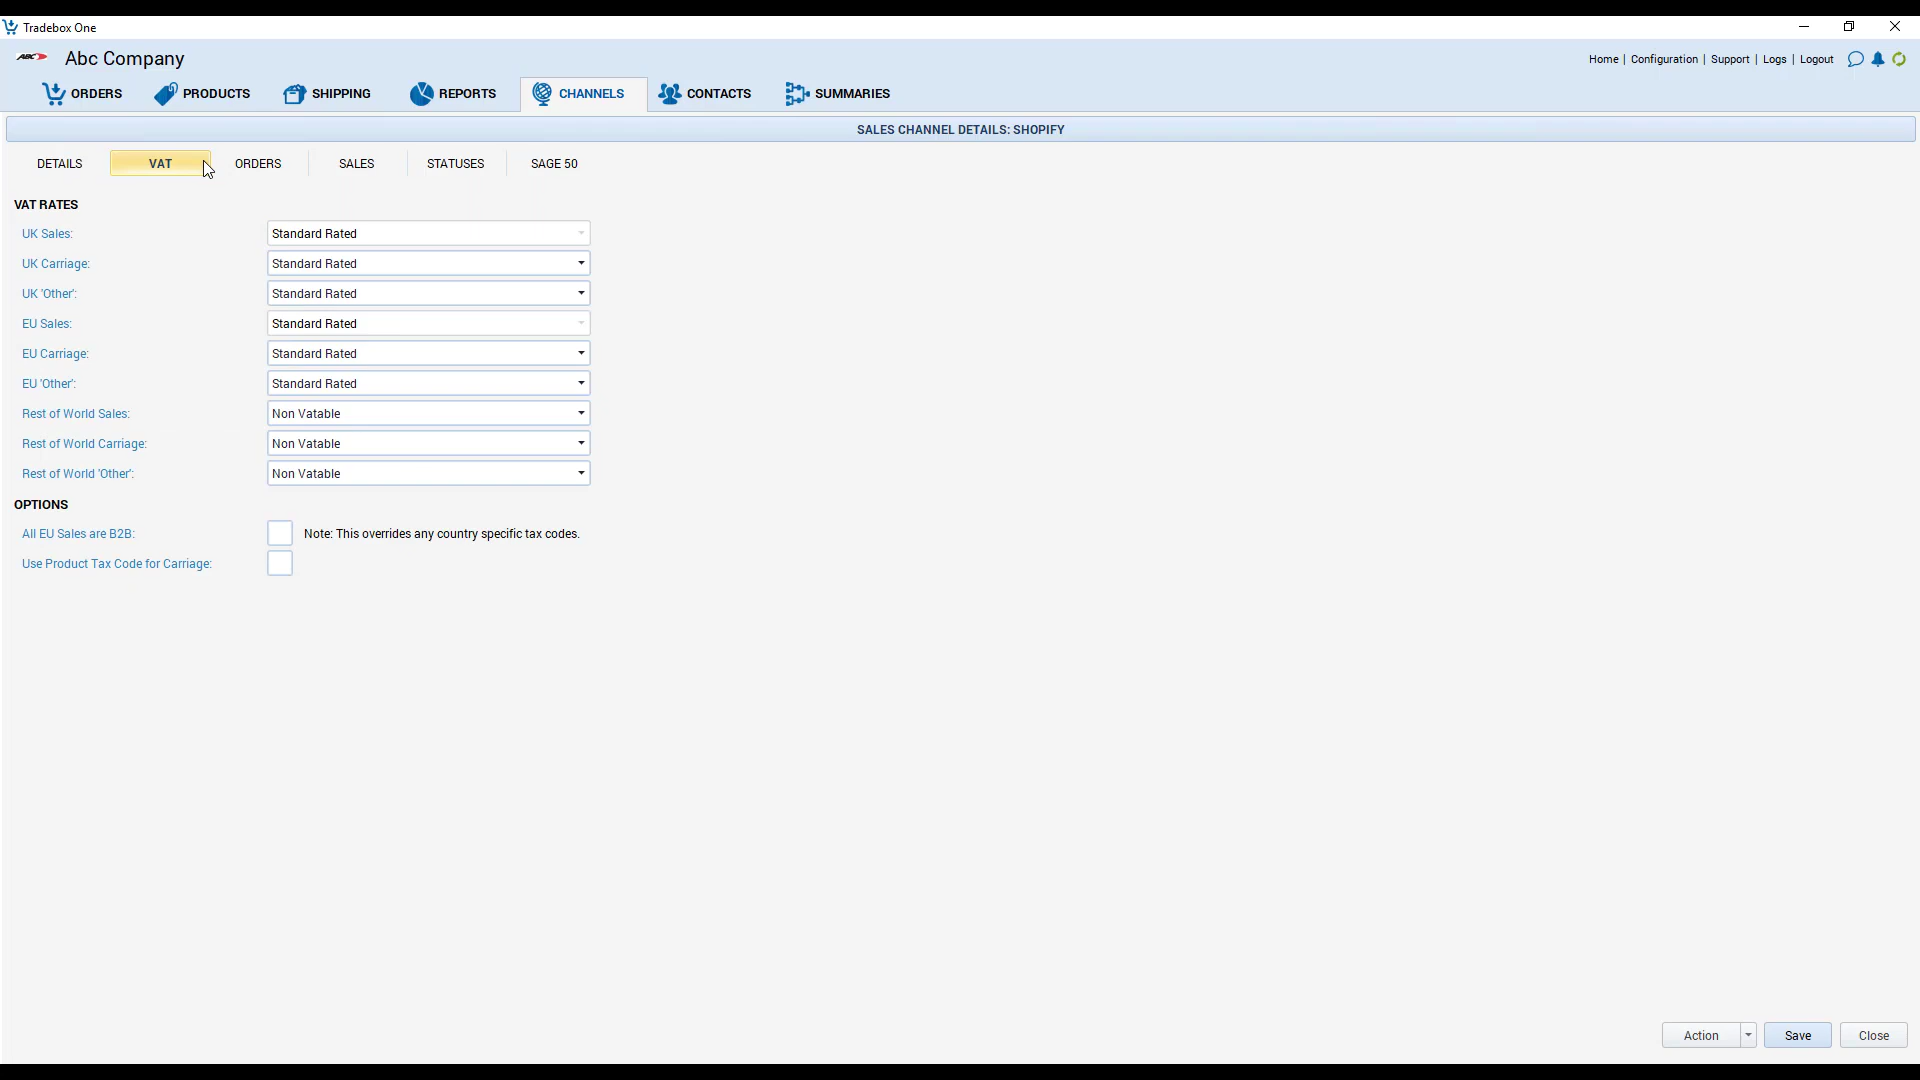 Tradebox One
ABC Abc Company
Home | Configuration | Support | Logs | Logout
ORDERS PRODUCTS SHIPPING REPORTS CHANNELS CONTACTS SUMMARIES
SALES CHANNEL DETAILS: SHOPIFY
DETAILS VAT ORDERS SALES STATUSES SAGE 50
VAT RATES
UK Sales: Standard Rated
UK Carriage: Standard Rated
UK 'Other': Standard Rated
EU Sales: Standard Rated
EU Carriage: Standard Rated
EU 'Other': Standard Rated
Rest of World Sales: Non Vatable
Rest of World Carriage: Non Vatable
Rest of World 'Other': Non Vatable
OPTIONS
All EU Sales are B2B: Note: This overrides any country specific tax codes.
Use Product Tax Code for Carriage:
Action Save Close